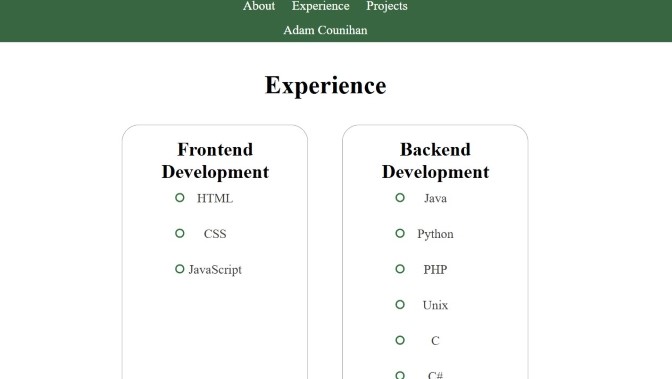 About Experience Projects
Adam Counihan
Experience
Frontend
Development
HTML
CSS
JavaScript
Backend
Development
Java
Python
PHP
Unix
C
C#